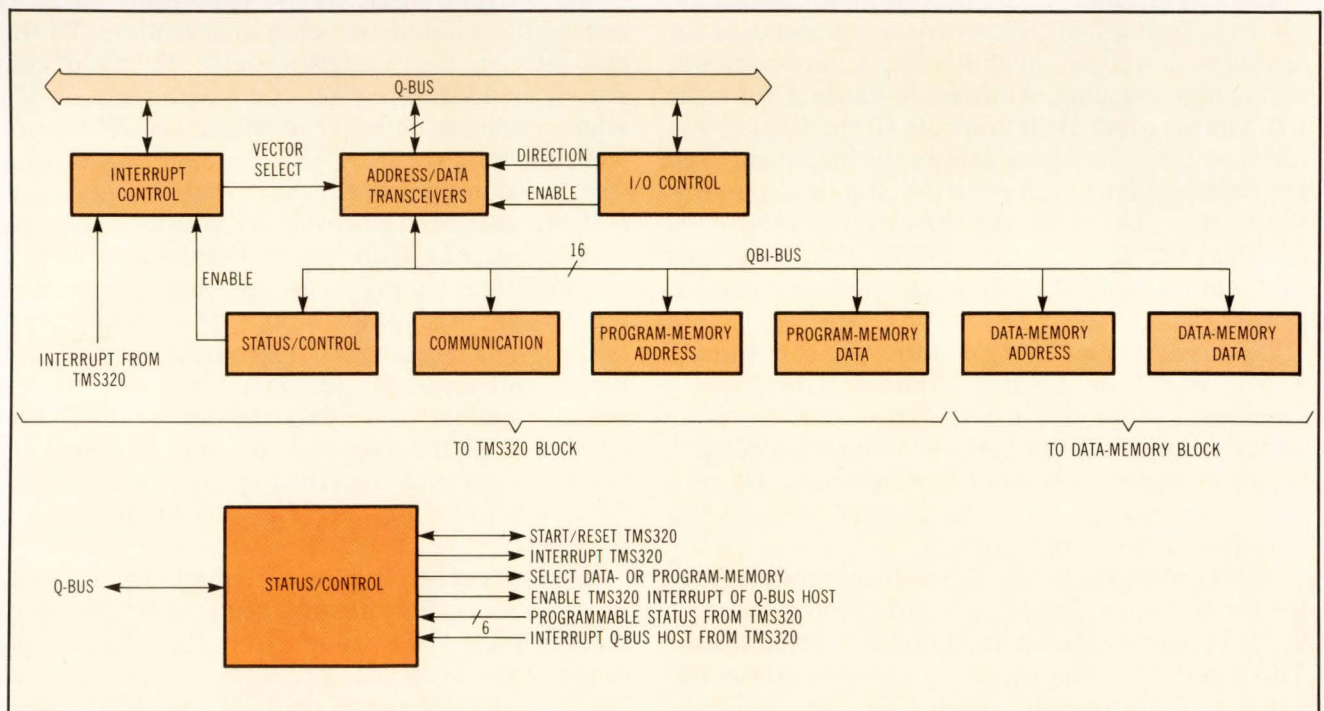 Q-BUS
INTERRUPT
CONTROL
VECTOR
SELECT
ADDRESS/DATA
TRANSCEIVERS
DIRECTION
ENABLE
I/O CONTROL
16
QBI-BUS
ENABLE
INTERRUPT FROM
TMS320
STATUS/CONTROL
COMMUNICATION
PROGRAM-MEMORY
ADDRESS
PROGRAM-MEMORY
DATA
DATA-MEMORY
ADDRESS
DATA-MEMORY
DATA
TO TMS320 BLOCK
TO DATA-MEMORY BLOCK
Q-BUS
STATUS/CONTROL
START/RESET TMS320
INTERRUPT TMS320
SELECT DATA- OR PROGRAM-MEMORY
ENABLE TMS320 INTERRUPT OF Q-BUS HOST
PROGRAMMABLE STATUS FROM TMS320
6
INTERRUPT Q-BUS HOST FROM TMS320